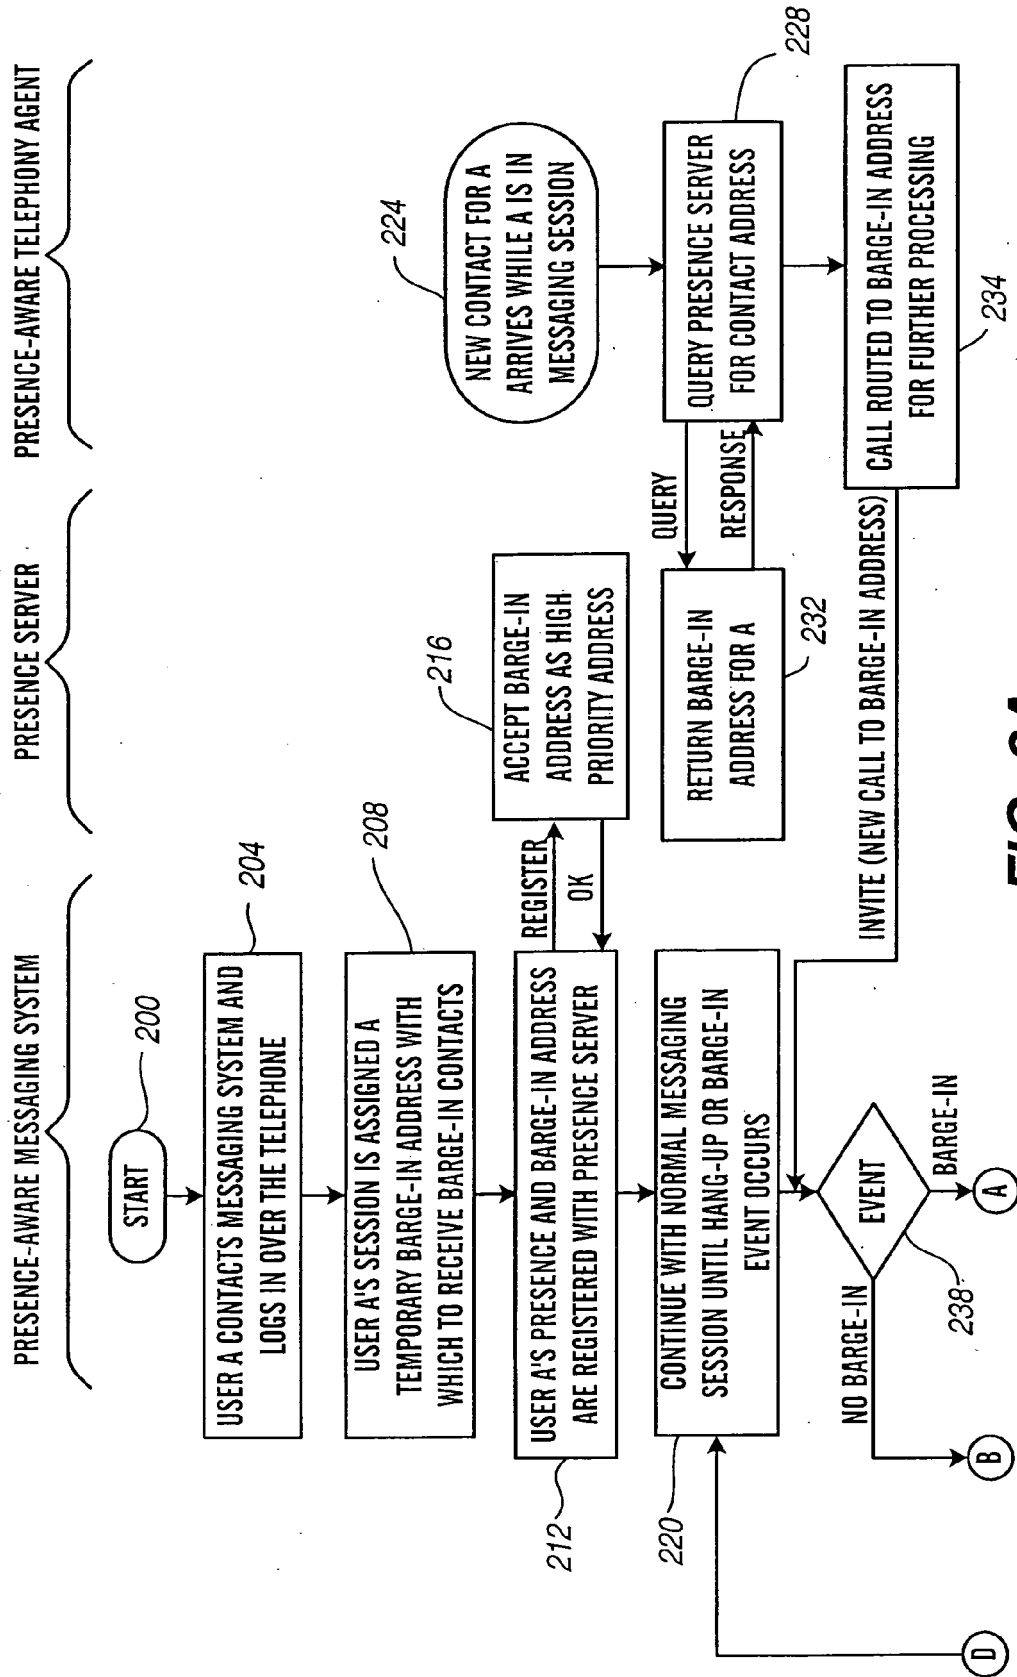 PRESENCE-AWARE MESSAGING SYSTEM
PRESENCE SERVER
PRESENCE-AWARE TELEPHONY AGENT
START
200
USER A CONTACTS MESSAGING SYSTEM AND
LOGS IN OVER THE TELEPHONE
204
USER A'S SESSION IS ASSIGNED A
TEMPORARY BARGE-IN ADDRESS WITH
WHICH TO RECEIVE BARGE-IN CONTACTS
208
USER A'S PRESENCE AND BARGE-IN ADDRESS
ARE REGISTERED WITH PRESENCE SERVER
212
REGISTER
OK
ACCEPT BARGE-IN
ADDRESS AS HIGH
PRIORITY ADDRESS
216
CONTINUE WITH NORMAL MESSAGING
SESSION UNTIL HANG-UP OR BARGE-IN
EVENT OCCURS
220
NEW CONTACT FOR A
ARRIVES WHILE A IS IN
MESSAGING SESSION
224
QUERY PRESENCE SERVER
FOR CONTACT ADDRESS
228
QUERY
RESPONSE
RETURN BARGE-IN
ADDRESS FOR A
232
CALL ROUTED TO BARGE-IN ADDRESS
FOR FURTHER PROCESSING
234
INVITE (NEW CALL TO BARGE-IN ADDRESS)
EVENT
238
NO BARGE-IN
BARGE-IN
D
B
A